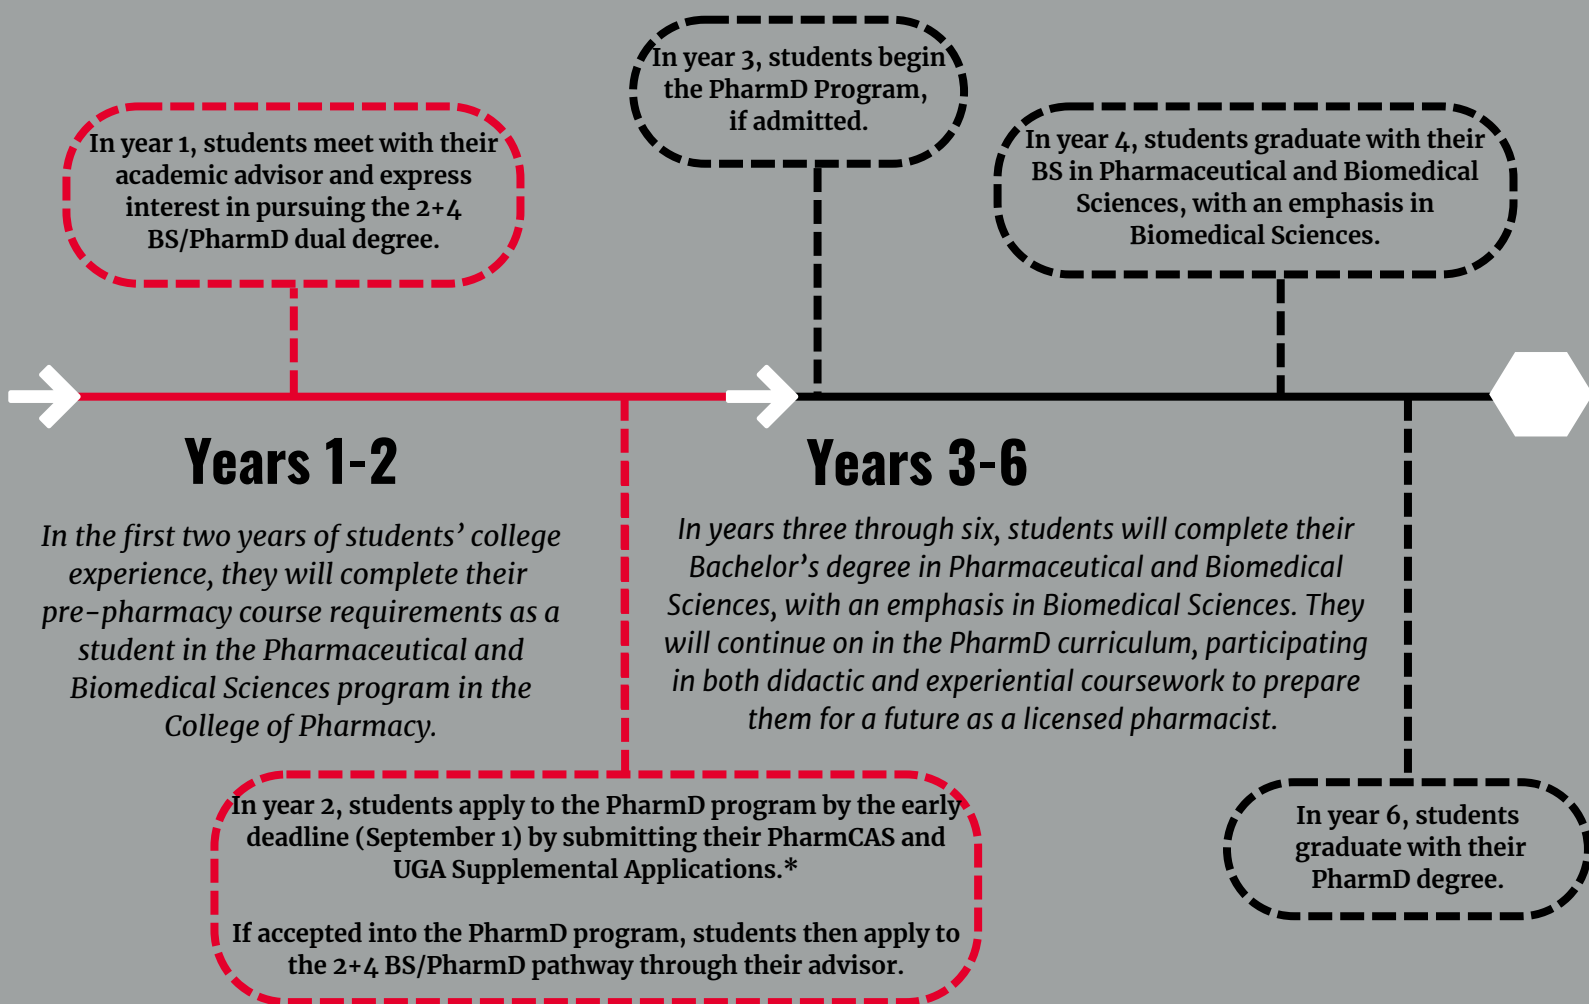 In year 1, students meet with their
academic advisor and express
interest in pursuing the 2+4
BS/PharmD dual degree.
In year 3, students begin
the PharmD Program,
if admitted.
In year 4, students graduate with their
BS in Pharmaceutical and Biomedical
Sciences, with an emphasis in
Biomedical Sciences.
Years 1-2
In the first two years of students’ college
experience, they will complete their
pre-pharmacy course requirements as a
student in the Pharmaceutical and
Biomedical Sciences program in the
College of Pharmacy.
Years 3-6
In years three through six, students will complete their
Bachelor’s degree in Pharmaceutical and Biomedical
Sciences, with an emphasis in Biomedical Sciences. They
will continue on in the PharmD curriculum, participating
in both didactic and experiential coursework to prepare
them for a future as a licensed pharmacist.
In year 2, students apply to the PharmD program by the early
deadline (September 1) by submitting their PharmCAS and
UGA Supplemental Applications.*
If accepted into the PharmD program, students then apply to
the 2+4 BS/PharmD pathway through their advisor.
In year 6, students
graduate with their
PharmD degree.